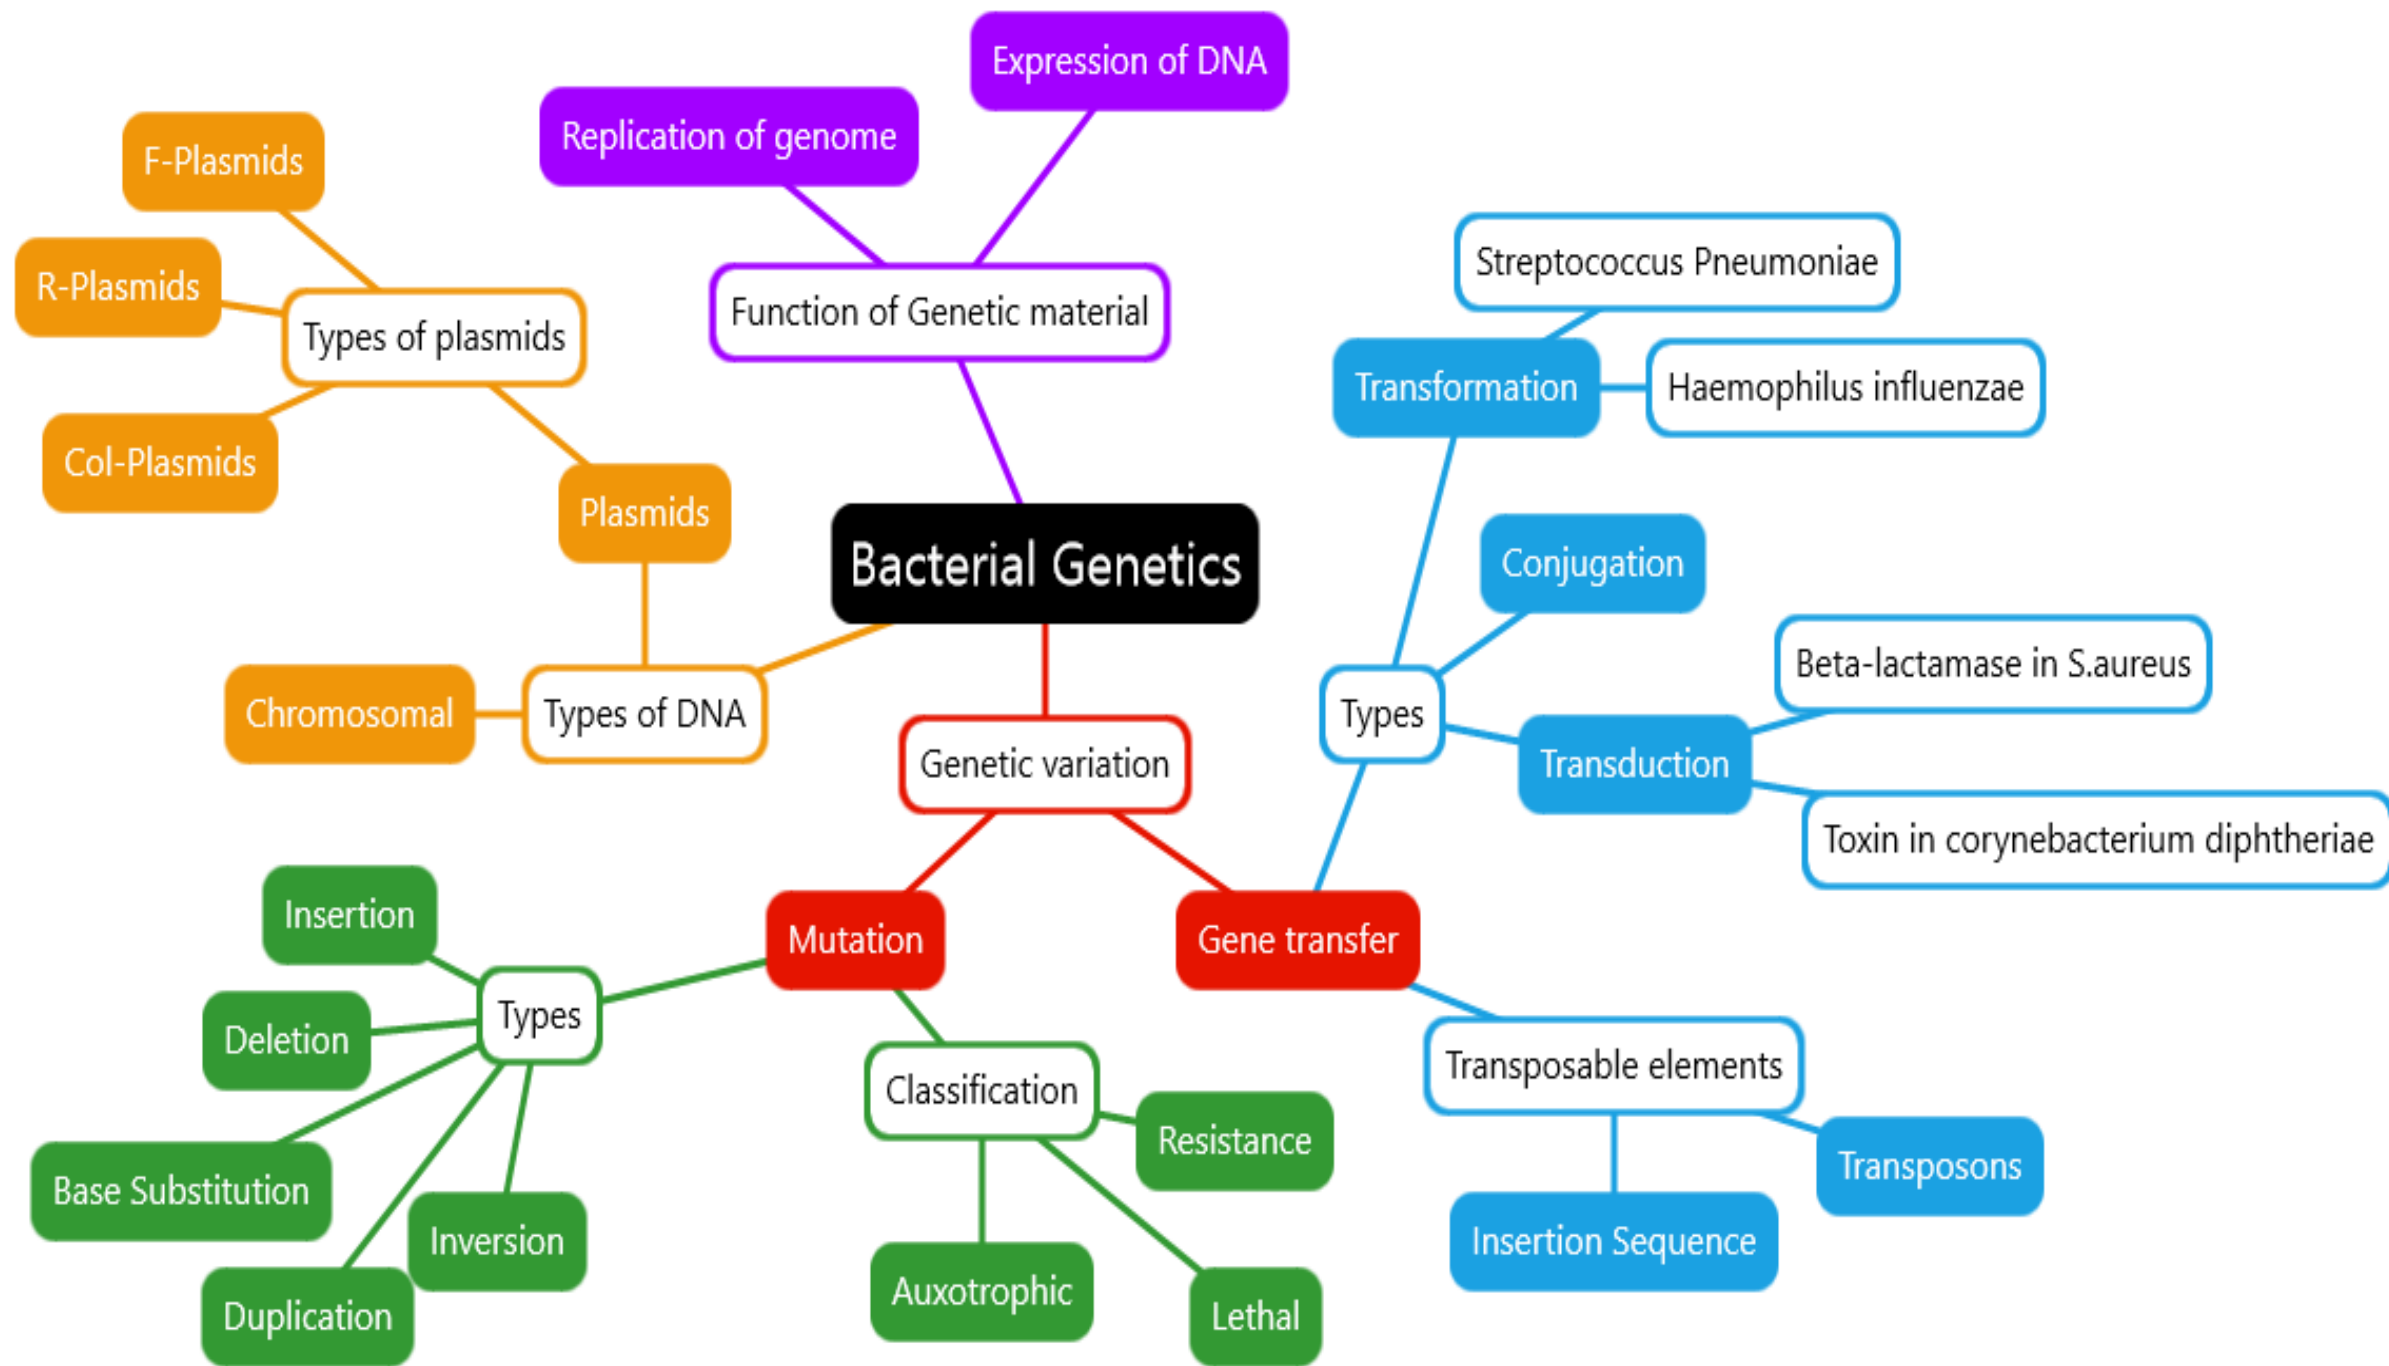 Expression of DNA
Replication of genome
F-Plasmids
Streptococcus Pneumoniae
R-Plasmids
Function of Genetic material
Types of plasmids
Transformation
Haemophilus influenzae
Col-Plasmids
Plasmids
Bacterial Genetics
Conjugation
Beta-lactamase in S.aureus
Chromosomal
Types of DNA
Types
Genetic variation
Transduction
Toxin in corynebacterium diphtheriae
Insertion
Mutation
Gene transfer
Types
Deletion
Classification
Transposable elements
Resistance
Transposons
Base Substitution
Inversion
Insertion Sequence
Auxotrophic
Duplication
Lethal